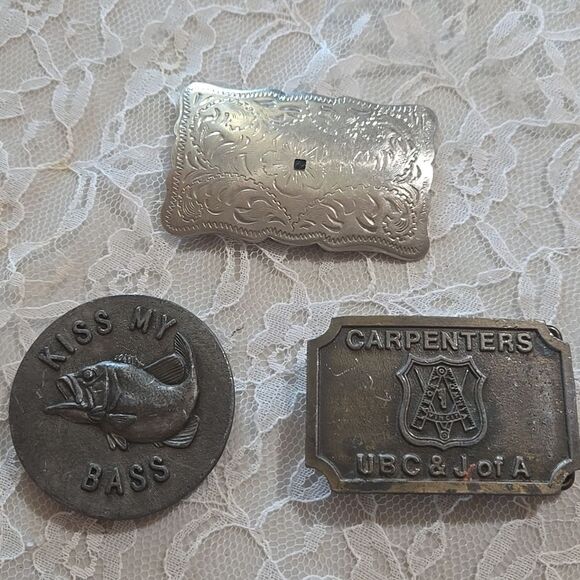 KISS MY
BASS
CARPENTERS
UBC & J of A